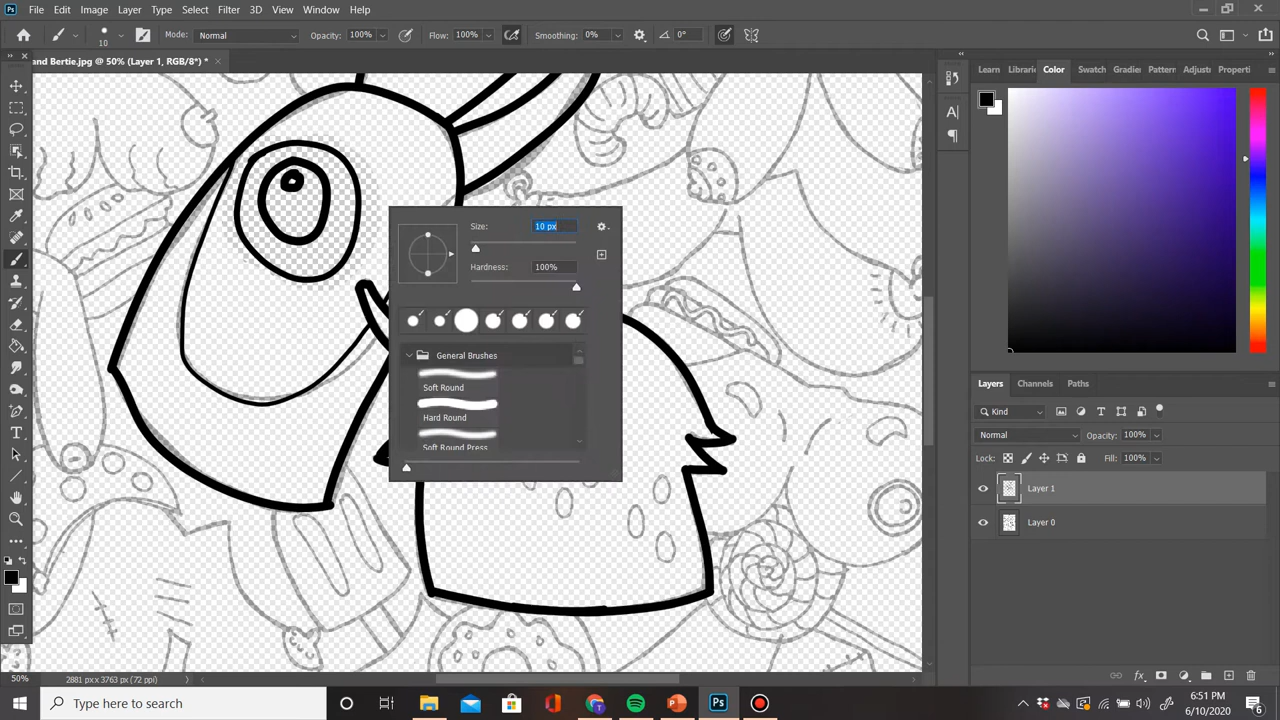 Ps File Edit Image Layer Type Select Filter 3D View Window Help
10 Mode: Normal Opacity: 100% Flow: 100% Smoothing: 0% 0°
and Bertie.jpg @ 50% (Layer 1, RGB/8*) *
Learn Librari Color Swatch Gradie Pattern Adjust Properti
A
Size: 10 px
Hardness: 100%
General Brushes
Soft Round
Hard Round
Soft Round Press
Layers Channels Paths
Kind
Normal Opacity: 100%
Lock: Fill: 100%
Layer 1
Layer 0
T
50% 2881 px x 3763 px (72 ppi)
Type here to search
Ps
6:51 PM
6/10/2020
6